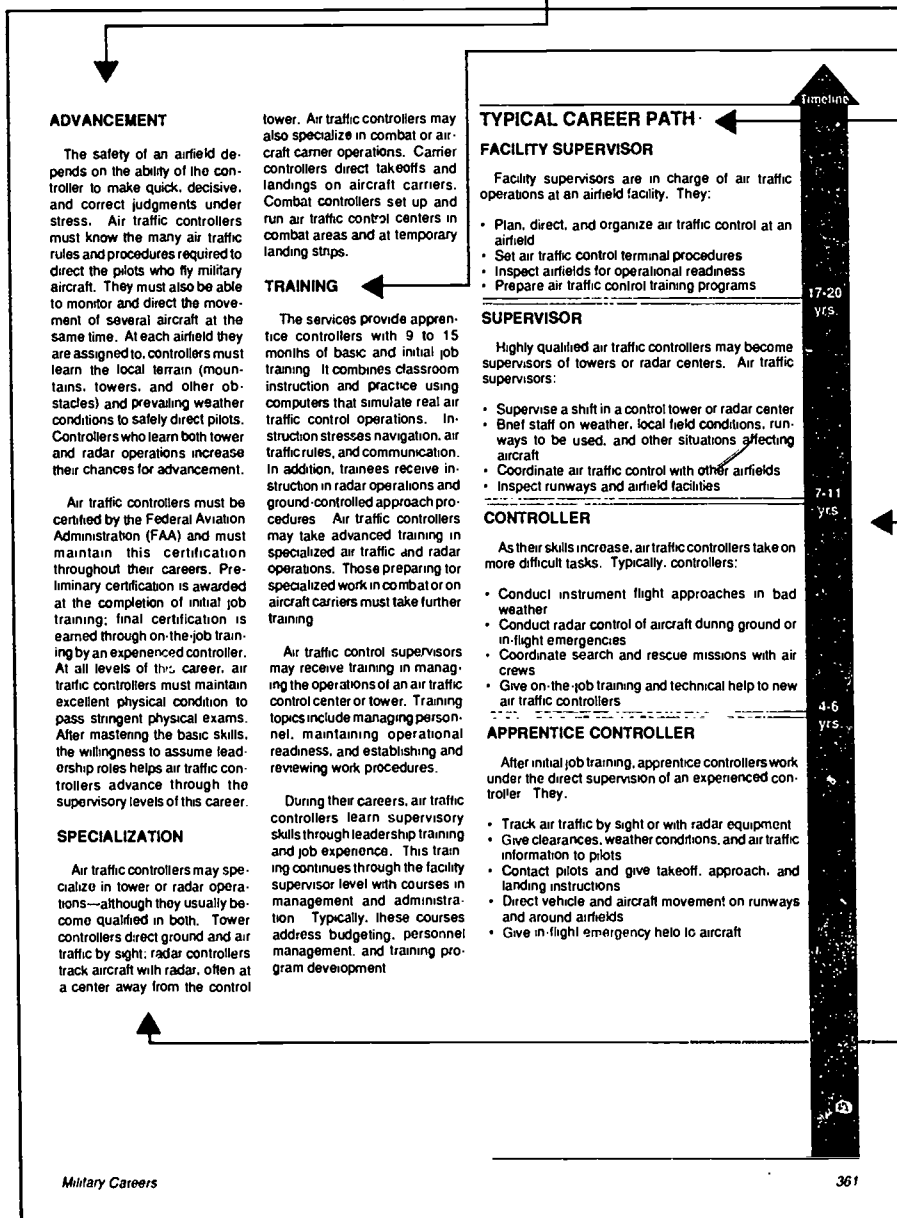 ADVANCEMENT
The safety of an airfield de-
pends on the ability of the con-
troller to make quick, decisive,
and correct judgments under
stress. Air traffic controllers
must know the many air traffic
rules and procedures required to
direct the pilots who fly military
aircraft. They must also be able
to monitor and direct the move-
ment of several aircraft at the
same time. At each airfield they
are assigned to, controllers must
learn the local terrain (moun-
tains, towers, and other ob-
stacles) and prevailing weather
conditions to safely direct pilots.
Controllers who learn both tower
and radar operations increase
their chances for advancement.
Air traffic controllers must be
certified by the Federal Aviation
Administration (FAA) and must
maintain this certification
throughout their careers. Pre-
liminary certification is awarded
at the completion of initial job
training; final certification is
earned through on-the-job train-
ing by an experienced controller.
At all levels of this career, air
traffic controllers must maintain
excellent physical condition to
pass stringent physical exams.
After mastering the basic skills,
the willingness to assume lead-
ership roles helps air traffic con-
trollers advance through the
supervisory levels of this career.
SPECIALIZATION
Air traffic controllers may spe-
cialize in tower or radar opera-
tions—although they usually be-
come qualified in both. Tower
controllers direct ground and air
traffic by sight; radar controllers
track aircraft with radar, often at
a center away from the control
tower. Air traffic controllers may
also specialize in combat or air-
craft carrier operations. Carrier
controllers direct takeoffs and
landings on aircraft carriers.
Combat controllers set up and
run air traffic control centers in
combat areas and at temporary
landing strips.
TRAINING
The services provide appren-
tice controllers with 9 to 15
months of basic and initial job
training It combines classroom
instruction and practice using
computers that simulate real air
traffic control operations. In-
struction stresses navigation, air
traffic rules, and communication.
In addition, trainees receive in-
struction in radar operations and
ground-controlled approach pro-
cedures Air traffic controllers
may take advanced training in
specialized air traffic and radar
operations. Those preparing for
specialized work in combat or on
aircraft carriers must take further
training
Air traffic control supervisors
may receive training in manag-
ing the operations of an air traffic
control center or tower. Training
topics include managing person-
nel, maintaining operational
readiness, and establishing and
reviewing work procedures.
During their careers, air traffic
controllers learn supervisory
skills through leadership training
and job experience. This train
ing continues through the facility
supervisor level with courses in
management and administra-
tion Typically, these courses
address budgeting, personnel
management, and training pro-
gram development
TYPICAL CAREER PATH
FACILITY SUPERVISOR
Facility supervisors are in charge of air traffic
operations at an airfield facility. They:
• Plan, direct, and organize air traffic control at an
airfield
• Set air traffic control terminal procedures
• Inspect airfields for operational readiness
• Prepare air traffic control training programs
SUPERVISOR
Highly qualified air traffic controllers may become
supervisors of towers or radar centers. Air traffic
supervisors:
• Supervise a shift in a control tower or radar center
• Brief staff on weather, local field conditions, run-
ways to be used, and other situations affecting
aircraft
• Coordinate air traffic control with other airfields
• Inspect runways and airfield facilities
CONTROLLER
As their skills increase, air traffic controllers take on
more difficult tasks. Typically, controllers:
• Conduct instrument flight approaches in bad
weather
• Conduct radar control of aircraft during ground or
in-flight emergencies
• Coordinate search and rescue missions with air
crews
• Give on-the-job training and technical help to new
air traffic controllers
APPRENTICE CONTROLLER
After initial job training, apprentice controllers work
under the direct supervision of an experienced con-
troller They.
• Track air traffic by sight or with radar equipment
• Give clearances, weather conditions, and air traffic
information to pilots
• Contact pilots and give takeoff, approach, and
landing instructions
• Direct vehicle and aircraft movement on runways
and around airfields
• Give in-flight emergency help to aircraft
Timeline
17-20
yrs.
7-11
yrs
4-6
yrs.
Military Careers
361